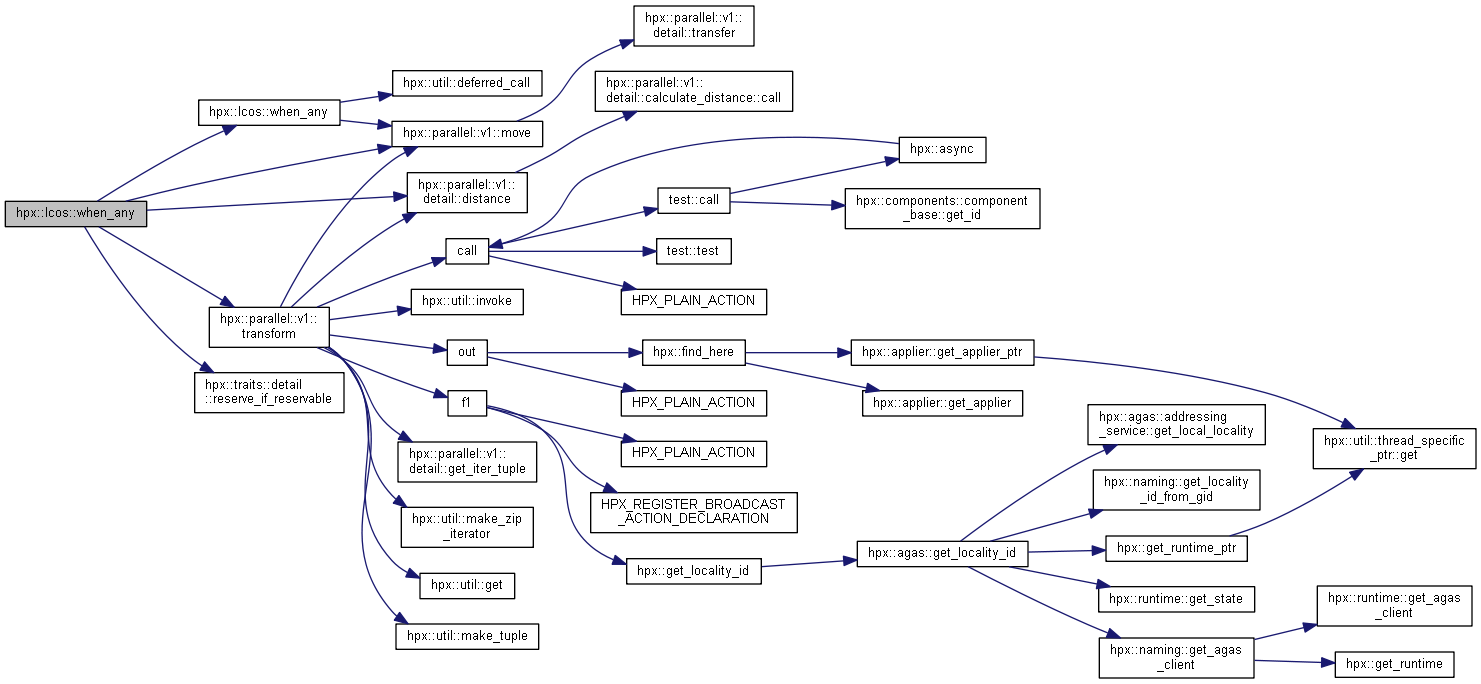 hpx::lcos::when_any
hpx::lcos::when_any
hpx::util::deferred_call
hpx::parallel::v1::move
hpx::parallel::v1::
detail::transfer
hpx::parallel::v1::
detail::distance
hpx::parallel::v1::
detail::calculate_distance::call
hpx::parallel::v1::
transform
call
test::call
hpx::async
hpx::components::component
_base::get_id
test::test
HPX_PLAIN_ACTION
hpx::util::invoke
out
hpx::find_here
hpx::applier::get_applier_ptr
hpx::util::thread_specific
_ptr::get
hpx::applier::get_applier
HPX_PLAIN_ACTION
f1
HPX_PLAIN_ACTION
HPX_REGISTER_BROADCAST
_ACTION_DECLARATION
hpx::get_locality_id
hpx::agas::get_locality_id
hpx::agas::addressing
_service::get_local_locality
hpx::naming::get_locality
_id_from_gid
hpx::get_runtime_ptr
hpx::runtime::get_state
hpx::naming::get_agas
_client
hpx::runtime::get_agas
_client
hpx::get_runtime
hpx::parallel::v1::
detail::get_iter_tuple
hpx::util::make_zip
_iterator
hpx::util::get
hpx::util::make_tuple
hpx::traits::detail
::reserve_if_reservable